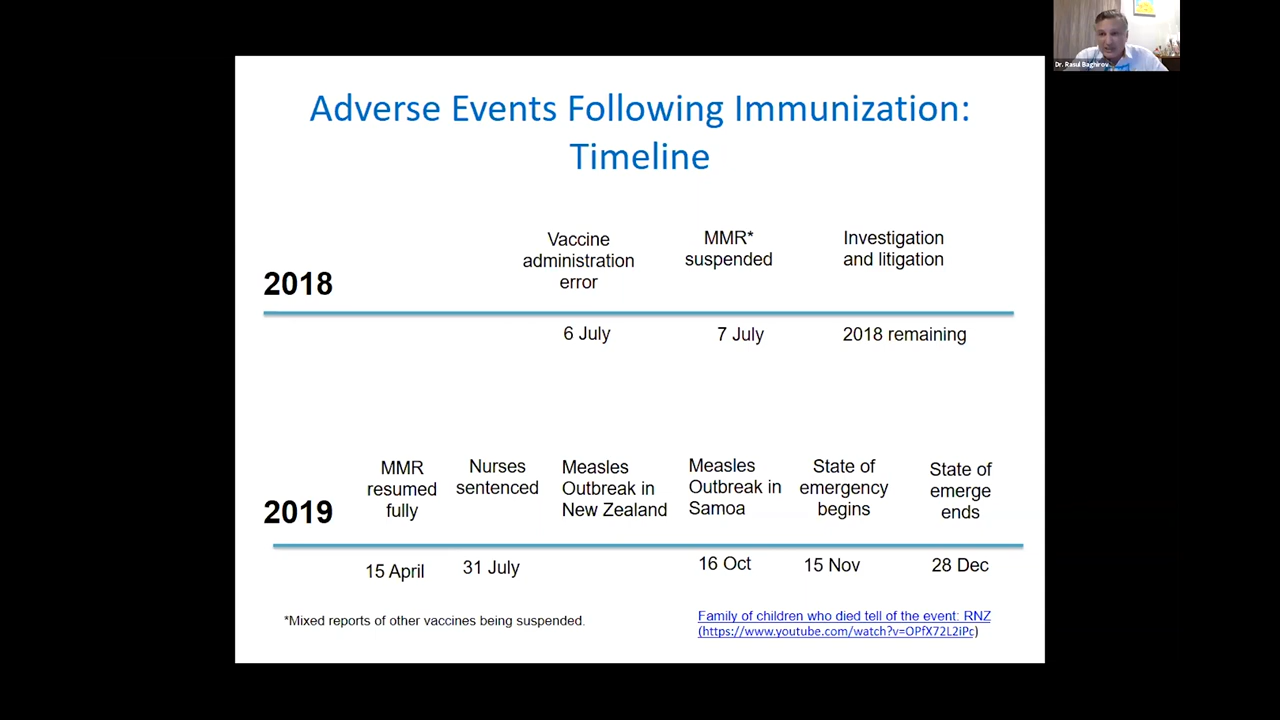 Dr. Rasul Baghirov
Adverse Events Following Immunization:
Timeline
2018
Vaccine
administration
error
MMR*
suspended
Investigation
and litigation
6 July
7 July
2018 remaining
2019
MMR
resumed
fully
Nurses
sentenced
Measles
Outbreak in
New Zealand
Measles
Outbreak in
Samoa
State of
emergency
begins
State of
emerge
ends
15 April
31 July
16 Oct
15 Nov
28 Dec
*Mixed reports of other vaccines being suspended.
Family of children who died tell of the event: RNZ
(https://www.youtube.com/watch?v=OPfX72L2iPc)